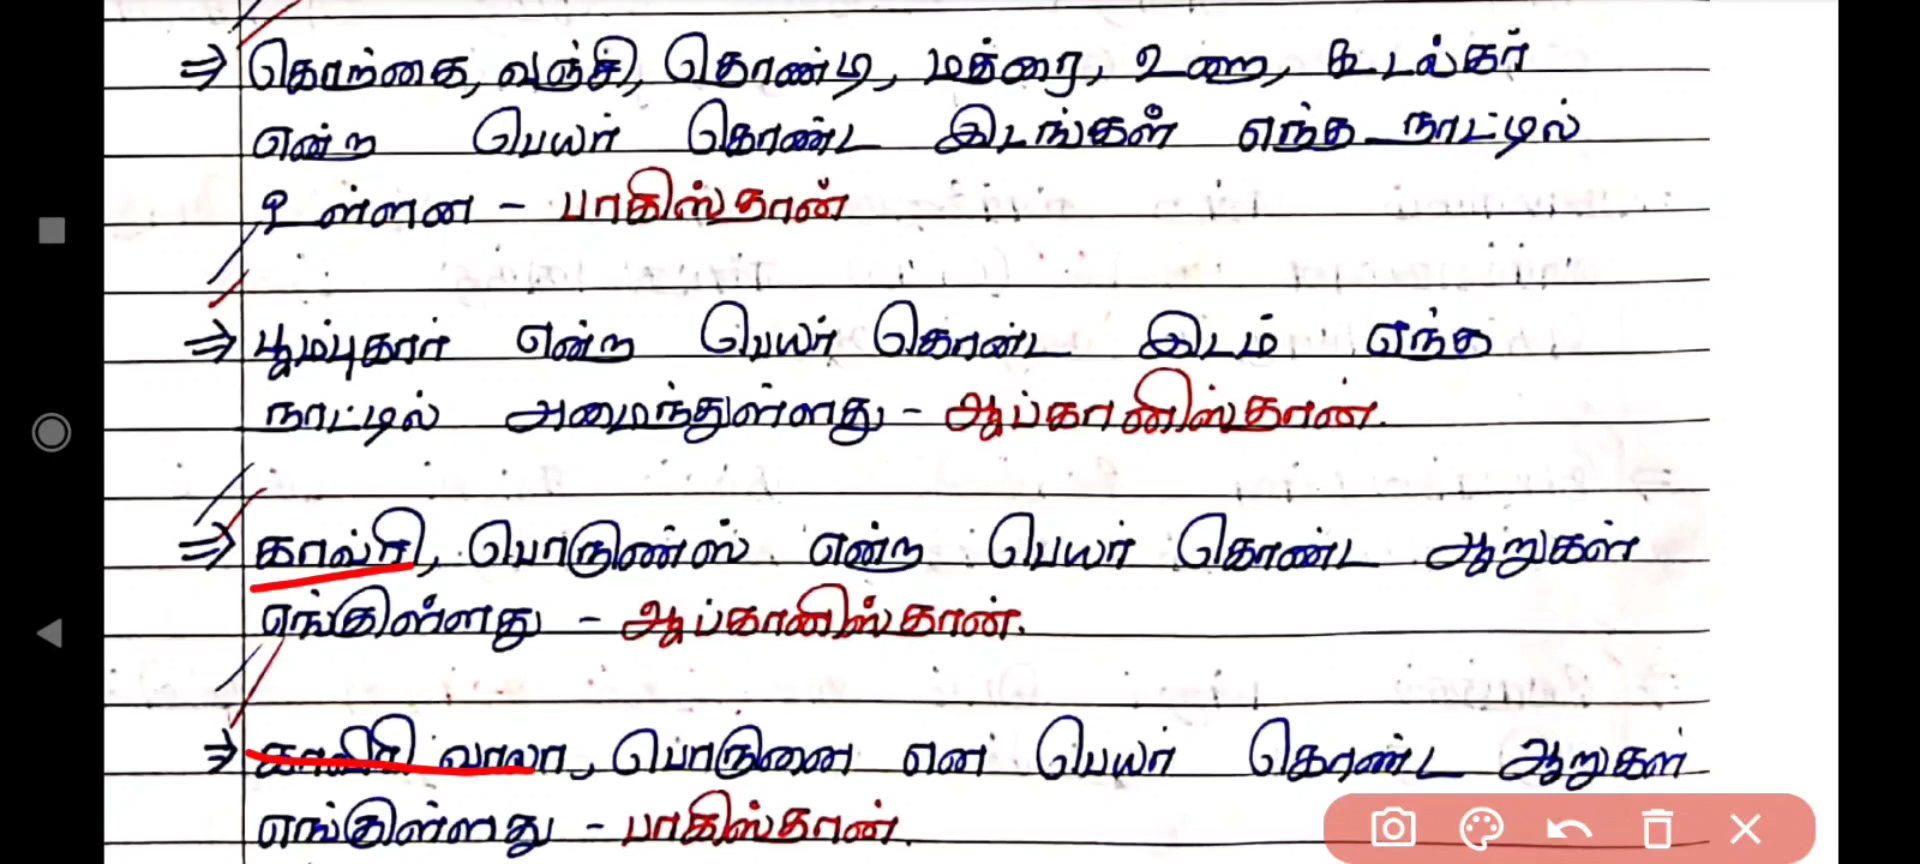 ⇒ கொற்கை, வஞ்சி, தொண்டி, மத்ரை, உறை, கூடல்கர்
என்ற பெயர் கொண்ட இடங்கள் எந்த நாட்டில்
உள்ளன - பாகிஸ்தான்
⇒ பூம்புகார் என்ற பெயர் கொண்ட இடம் எந்த
நாட்டில் அமைந்துள்ளது - ஆப்கானிஸ்தான்.
⇒ காவ்ரி, பொருண்ஸ் என்ற பெயர் கொண்ட ஆறுகள்
எங்குள்ளது - ஆப்கானிஸ்தான்.
⇒ காவிரி வாலா, பொருனை என் பெயர் கொண்ட ஆறுகள்
எங்குள்ளது - பாகிஸ்தான்.